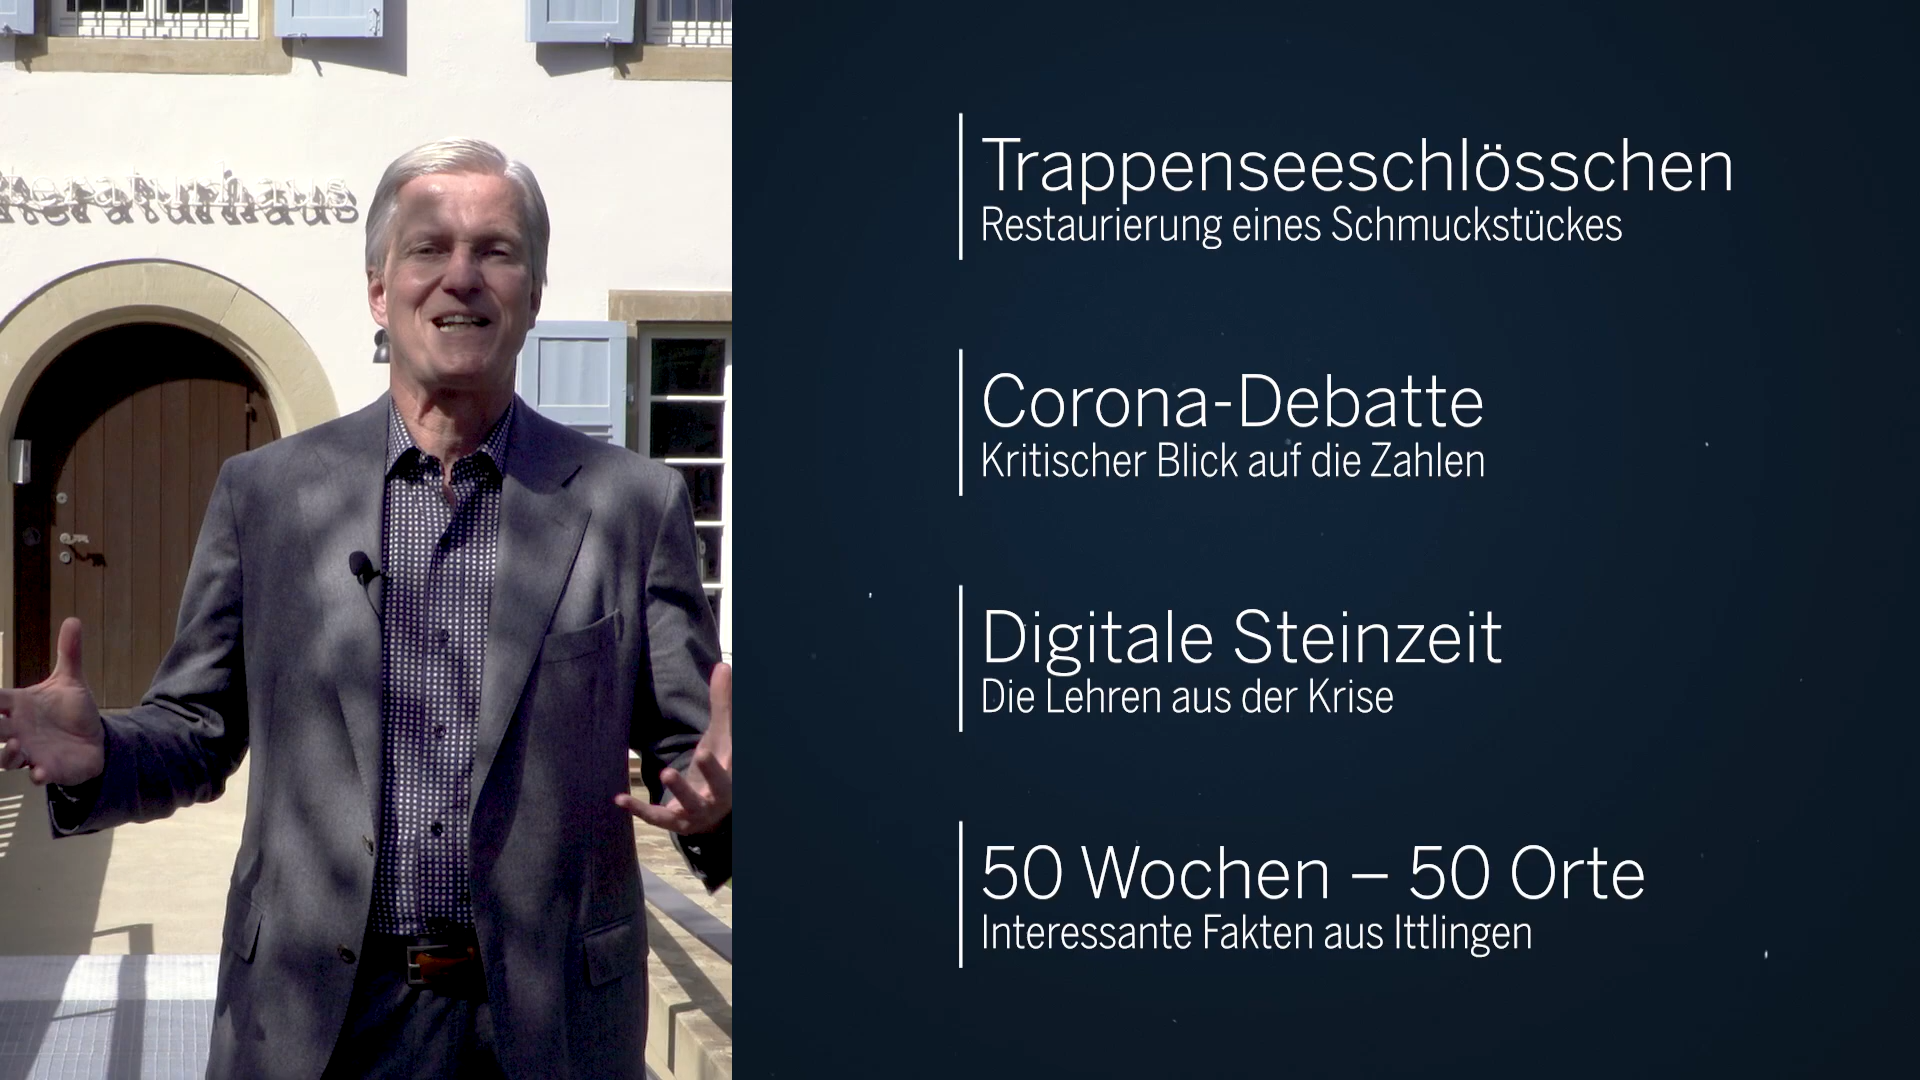 Literaturhaus
Trappenseeschlösschen
Restaurierung eines Schmuckstückes
Corona-Debatte
Kritischer Blick auf die Zahlen
Digitale Steinzeit
Die Lehren aus der Krise
50 Wochen – 50 Orte
Interessante Fakten aus Ittlingen